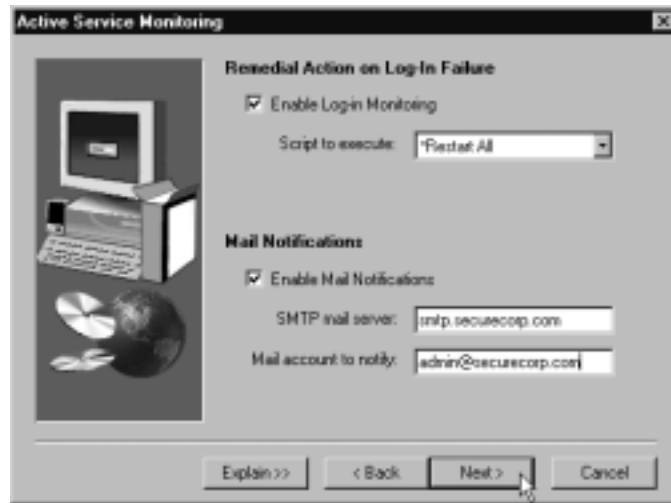 Active Service Monitoring
Remedial Action on Log-In Failure
Enable Log-in Monitoring
Script to execute: *Restart All
Mail Notifications
Enable Mail Notifications
SMTP mail server: smtp.securecorp.com
Mail account to notify: admin@securecorp.com
Explain >> < Back Next > Cancel